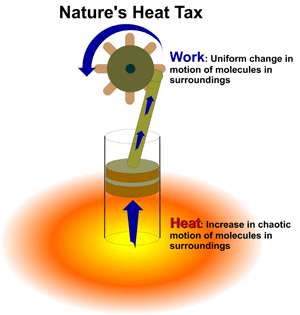 Nature's Heat Tax
Work: Uniform change in
motion of molecules in
surroundings
Heat: Increase in chaotic
motion of molecules in
surroundings